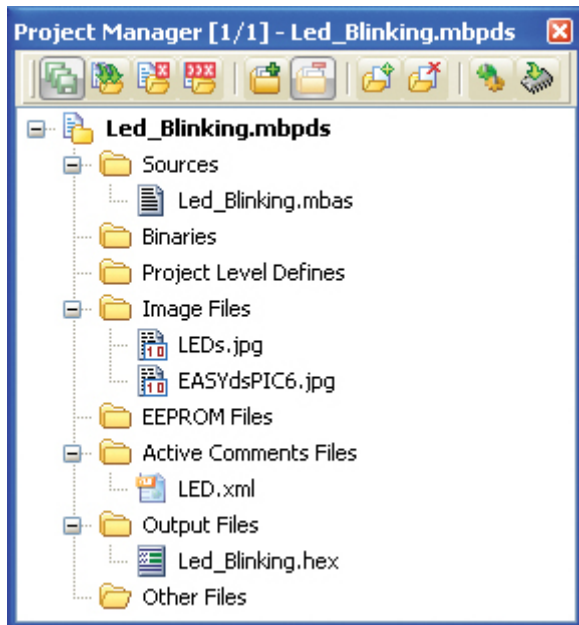 Project Manager [1/1] - Led_Blinking.mbpds
Led_Blinking.mbpds
Sources
Led_Blinking.mbas
Binaries
Project Level Defines
Image Files
LEDs.jpg
EASYdsPIC6.jpg
EEPROM Files
Active Comments Files
LED.xml
Output Files
Led_Blinking.hex
Other Files